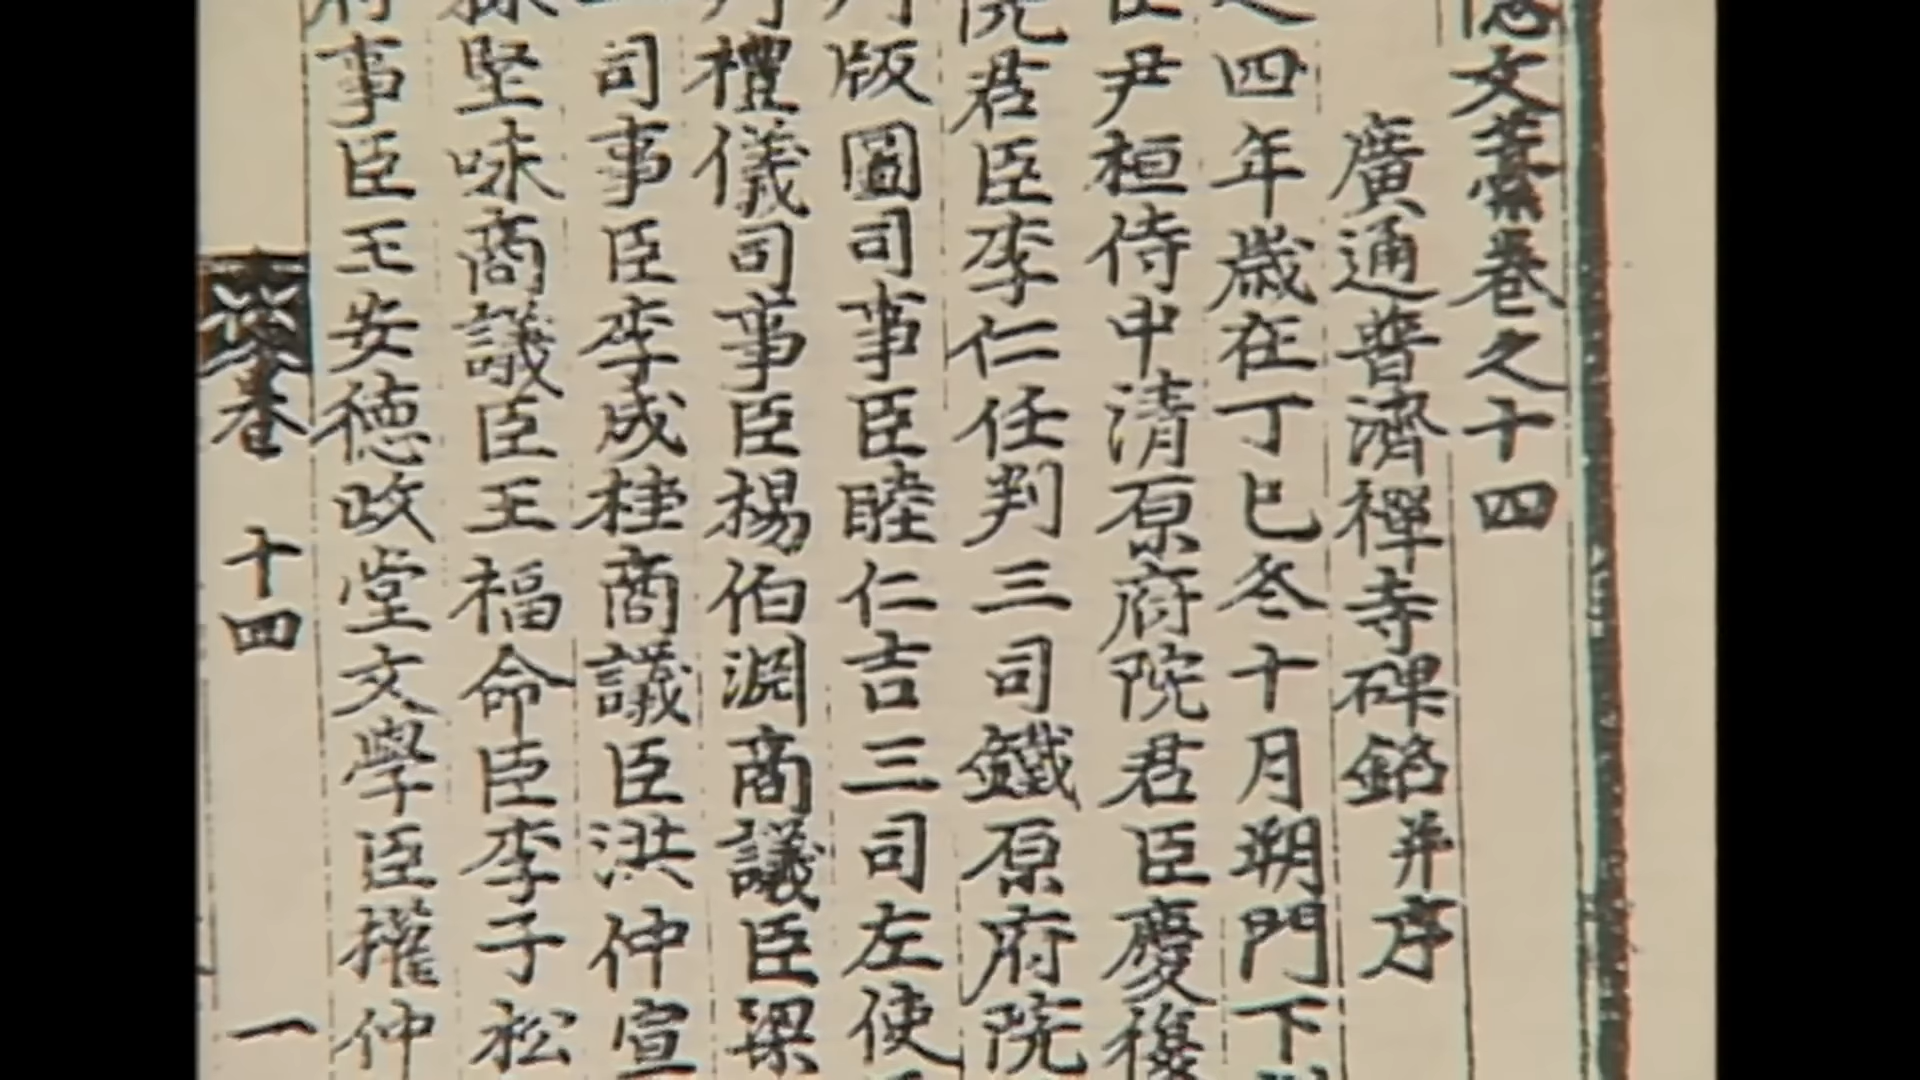 文藁卷之十四
廣通普濟禪寺碑銘并序
四年歲在丁巳冬十月朔門下
尹桓侍中清原府院君臣慶復
院君臣李仁任判三司鐵原府院
版圖司事臣睦仁吉三司左使
禮儀司事臣楊伯淵商議臣梁
司事臣李成桂商議臣洪仲宣
堅味商議臣王福命臣李子松
事臣王安德政堂文學臣權仲
卷 十四 一